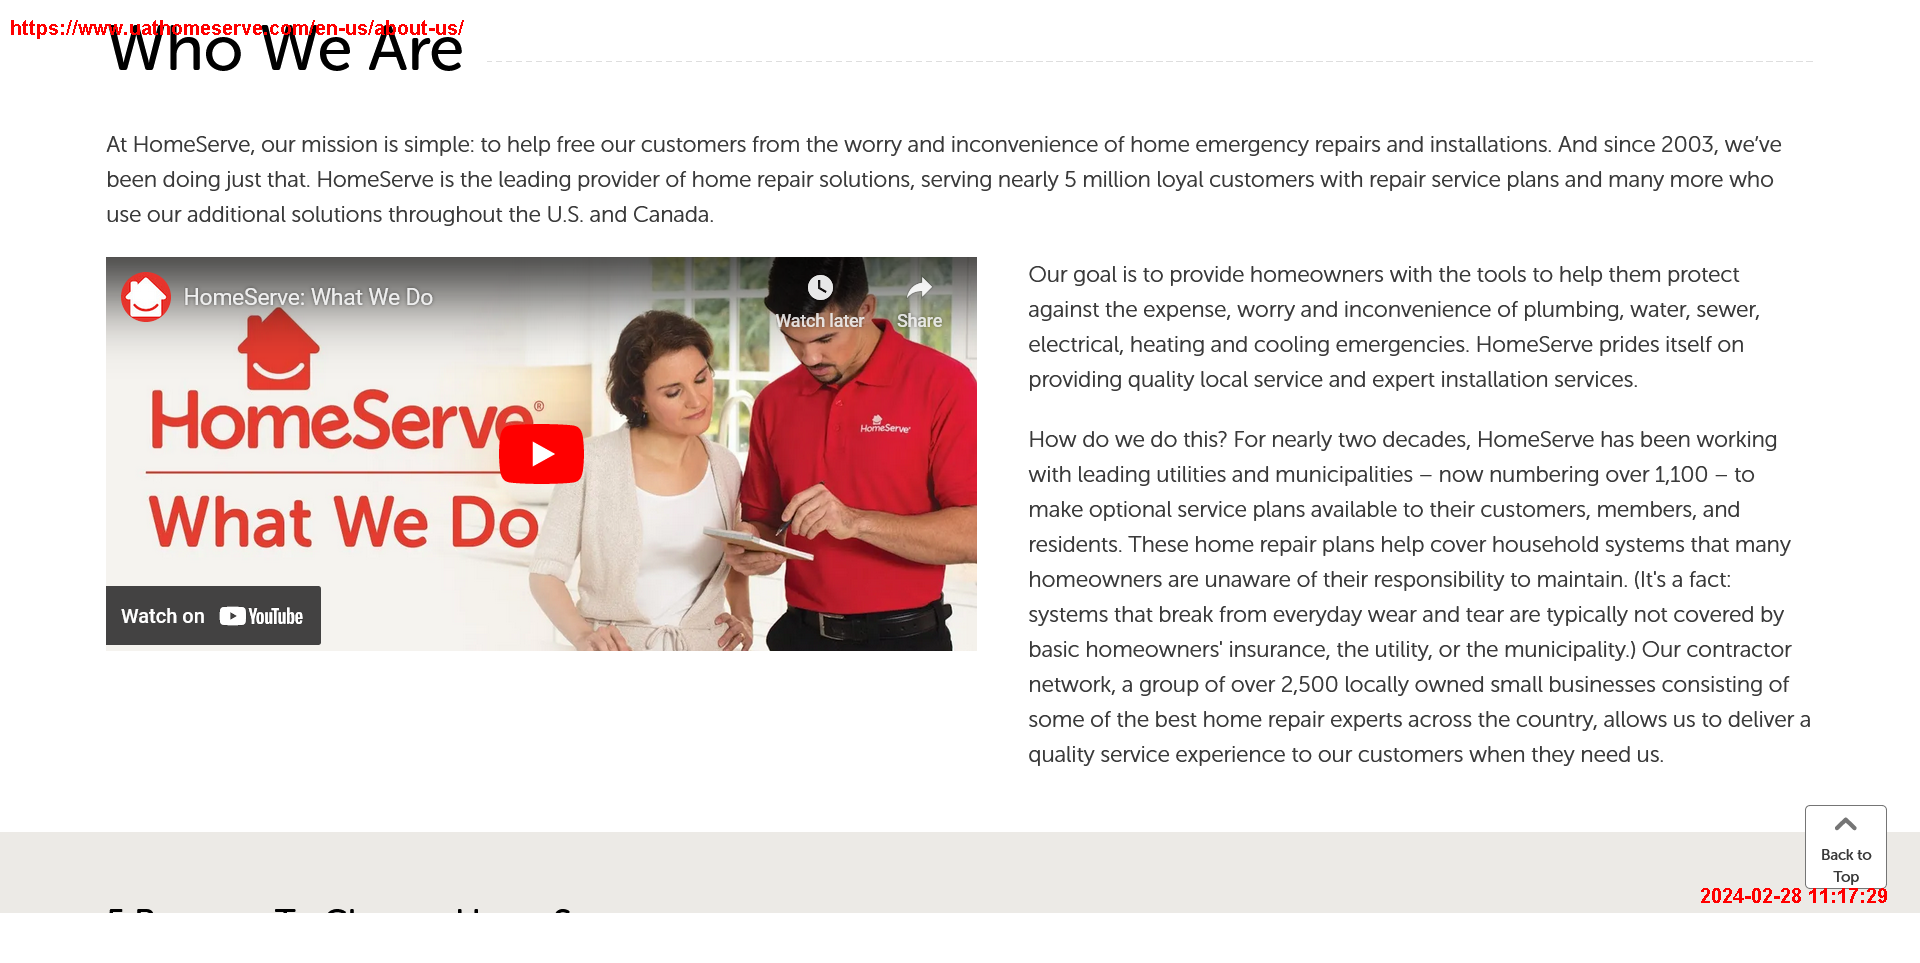 https://www.uathomeserve.com/en-us/about-us/
Who We Are
At HomeServe, our mission is simple: to help free our customers from the worry and inconvenience of home emergency repairs and installations. And since 2003, we’ve
been doing just that. HomeServe is the leading provider of home repair solutions, serving nearly 5 million loyal customers with repair service plans and many more who
use our additional solutions throughout the U.S. and Canada.
HomeServe: What We Do
Watch later
Share
HomeServe®
What We Do
HomeServe
Watch on YouTube
Our goal is to provide homeowners with the tools to help them protect
against the expense, worry and inconvenience of plumbing, water, sewer,
electrical, heating and cooling emergencies. HomeServe prides itself on
providing quality local service and expert installation services.
How do we do this? For nearly two decades, HomeServe has been working
with leading utilities and municipalities – now numbering over 1,100 – to
make optional service plans available to their customers, members, and
residents. These home repair plans help cover household systems that many
homeowners are unaware of their responsibility to maintain. (It's a fact:
systems that break from everyday wear and tear are typically not covered by
basic homeowners' insurance, the utility, or the municipality.) Our contractor
network, a group of over 2,500 locally owned small businesses consisting of
some of the best home repair experts across the country, allows us to deliver a
quality service experience to our customers when they need us.
Back to
Top
2024-02-28 11:17:29